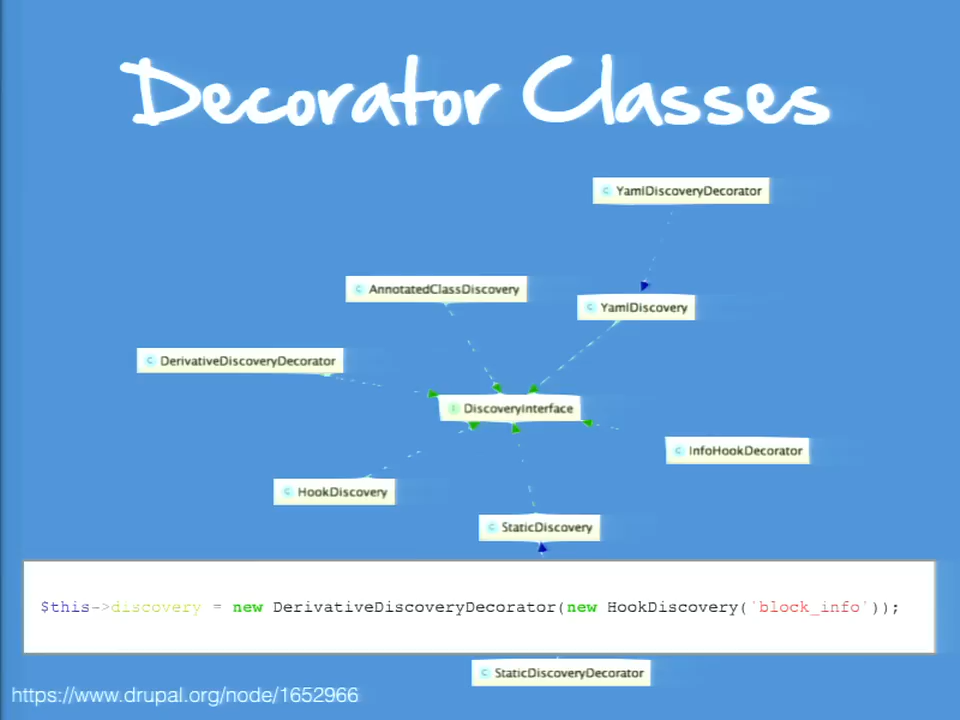 Decorator Classes
YamlDiscoveryDecorator
AnnotatedClassDiscovery
YamlDiscovery
DerivativeDiscoveryDecorator
DiscoveryInterface
InfoHookDecorator
HookDiscovery
StaticDiscovery
$this->discovery = new DerivativeDiscoveryDecorator(new HookDiscovery('block_info'));
StaticDiscoveryDecorator
https://www.drupal.org/node/1652966